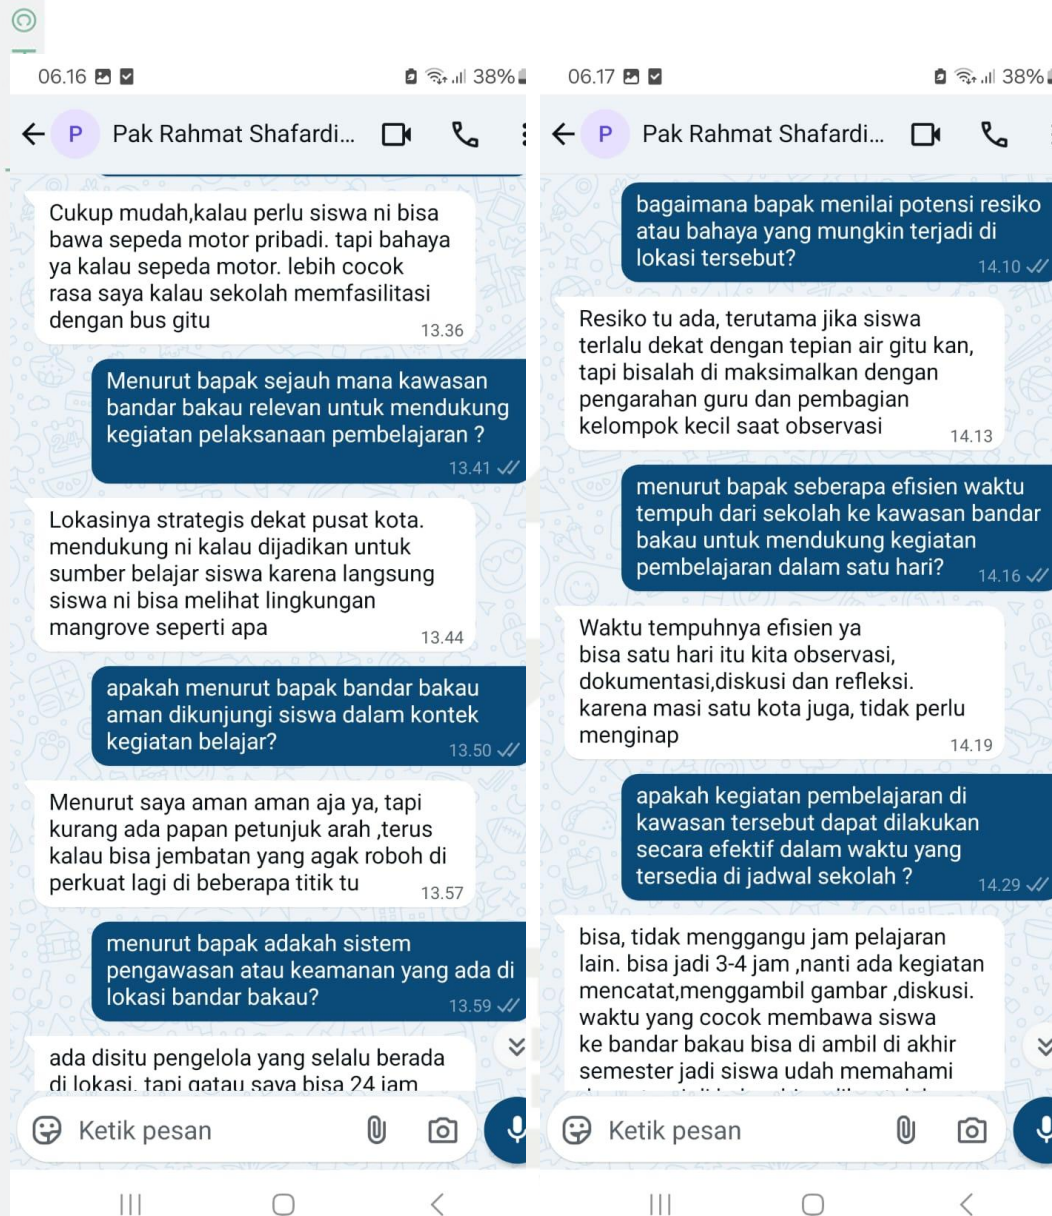 06.16
38%
Pak Rahmat Shafardi...
Cukup mudah,kalau perlu siswa ni bisa
bawa sepeda motor pribadi. tapi bahaya
ya kalau sepeda motor. lebih cocok
rasa saya kalau sekolah memfasilitasi
dengan bus gitu
13.36
Menurut bapak sejauh mana kawasan
bandar bakau relevan untuk mendukung
kegiatan pelaksanaan pembelajaran ?
13.41
Lokasinya strategis dekat pusat kota.
mendukung ni kalau dijadikan untuk
sumber belajar siswa karena langsung
siswa ni bisa melihat lingkungan
mangrove seperti apa
13.44
apakah menurut bapak bandar bakau
aman dikunjungi siswa dalam kontek
kegiatan belajar?
13.50
Menurut saya aman aman aja ya, tapi
kurang ada papan petunjuk arah ,terus
kalau bisa jembatan yang agak roboh di
perkuat lagi di beberapa titik tu
13.57
menurut bapak adakah sistem
pengawasan atau keamanan yang ada di
lokasi bandar bakau?
13.59
ada disitu pengelola yang selalu berada
di lokasi. tapi gatau saya bisa 24 jam
Ketik pesan
06.17
38%
Pak Rahmat Shafardi...
bagaimana bapak menilai potensi resiko
atau bahaya yang mungkin terjadi di
lokasi tersebut?
14.10
Resiko tu ada, terutama jika siswa
terlalu dekat dengan tepian air gitu kan,
tapi bisalah di maksimalkan dengan
pengarahan guru dan pembagian
kelompok kecil saat observasi
14.13
menurut bapak seberapa efisien waktu
tempuh dari sekolah ke kawasan bandar
bakau untuk mendukung kegiatan
pembelajaran dalam satu hari?
14.16
Waktu tempuhnya efisien ya
bisa satu hari itu kita observasi,
dokumentasi,diskusi dan refleksi.
karena masi satu kota juga, tidak perlu
menginap
14.19
apakah kegiatan pembelajaran di
kawasan tersebut dapat dilakukan
secara efektif dalam waktu yang
tersedia di jadwal sekolah ?
14.29
bisa, tidak menggangu jam pelajaran
lain. bisa jadi 3-4 jam ,nanti ada kegiatan
mencatat,menggambil gambar ,diskusi.
waktu yang cocok membawa siswa
ke bandar bakau bisa di ambil di akhir
semester jadi siswa udah memahami
Ketik pesan